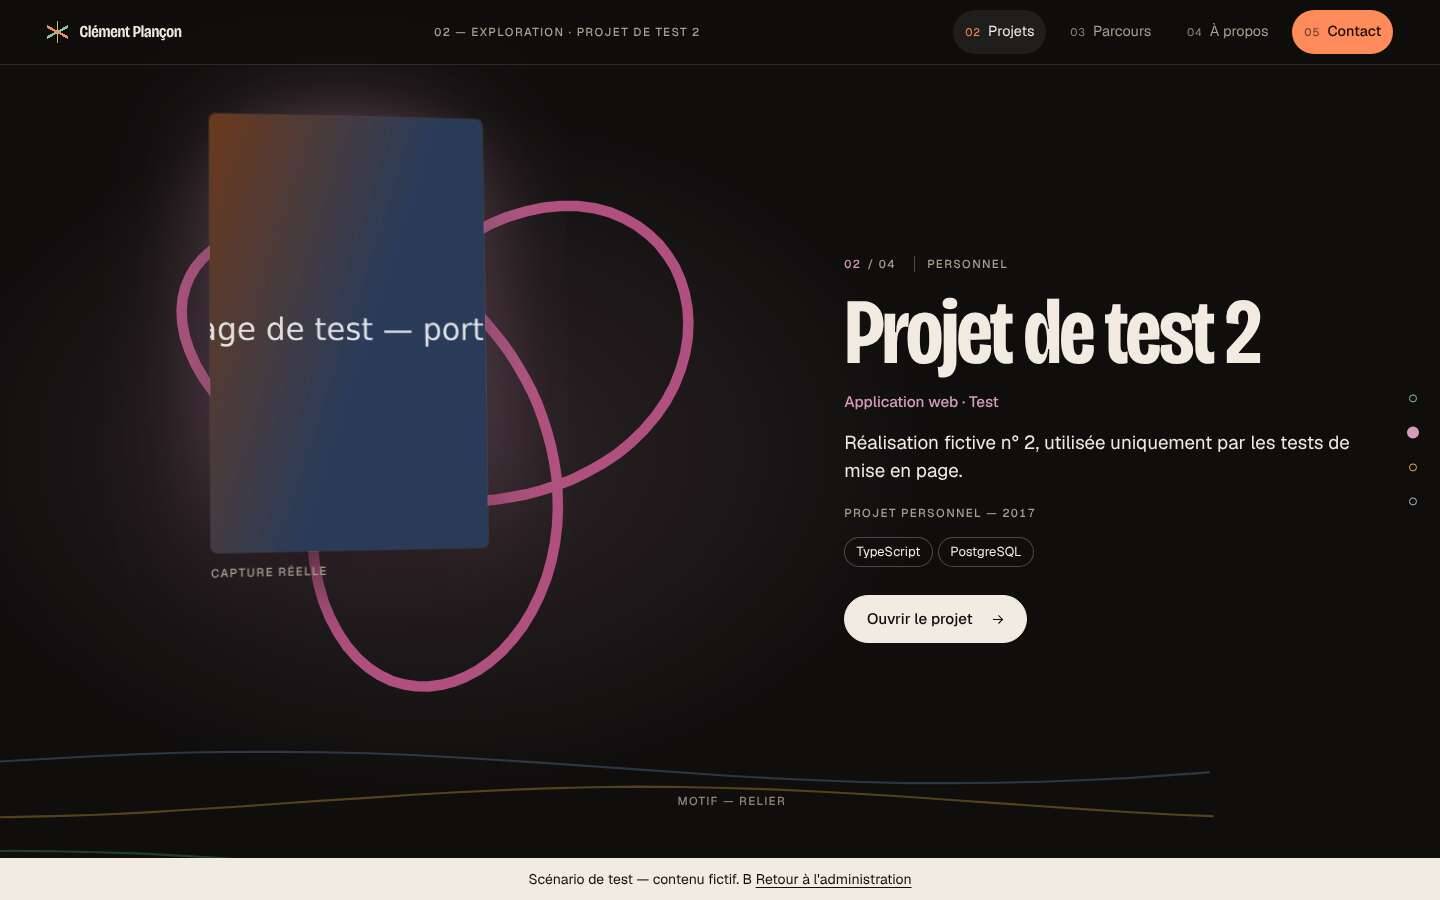 Clément Plançon
02 — EXPLORATION · PROJET DE TEST 2
02 Projets
03 Parcours
04 À propos
05 Contact
age de test — port
CAPTURE RÉELLE
02 / 04 PERSONNEL
Projet de test 2
Application web · Test
Réalisation fictive n° 2, utilisée uniquement par les tests de
mise en page.
PROJET PERSONNEL — 2017
TypeScript
PostgreSQL
Ouvrir le projet →
MOTIF — RELIER
Scénario de test — contenu fictif. B Retour à l'administration